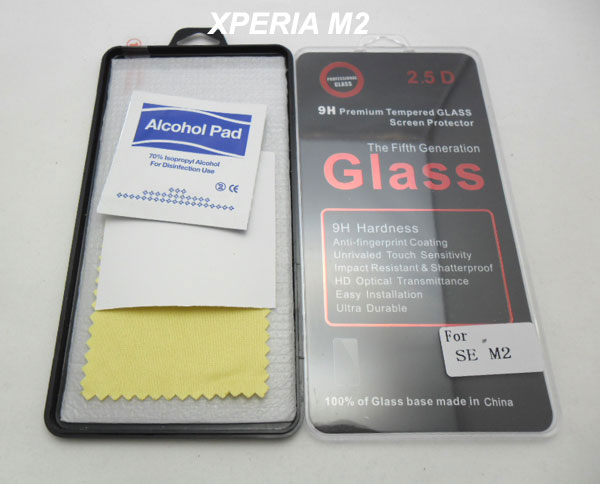 XPERIA M2
Alcohol Pad
70% Isopropyl Alcohol
For Disinfection Use
CE
PROFESSIONAL
GLASS
2.5D
9H Premium Tempered GLASS
Screen Protector
The Fifth Generation
Glass
9H Hardness
Anti-fingerprint Coating
Unrivaled Touch Sensitivity
Impact Resistant & Shatterproof
HD Optical Transmittance
Easy Installation
Ultra Durable
For
SE M2
100% of Glass base made in China